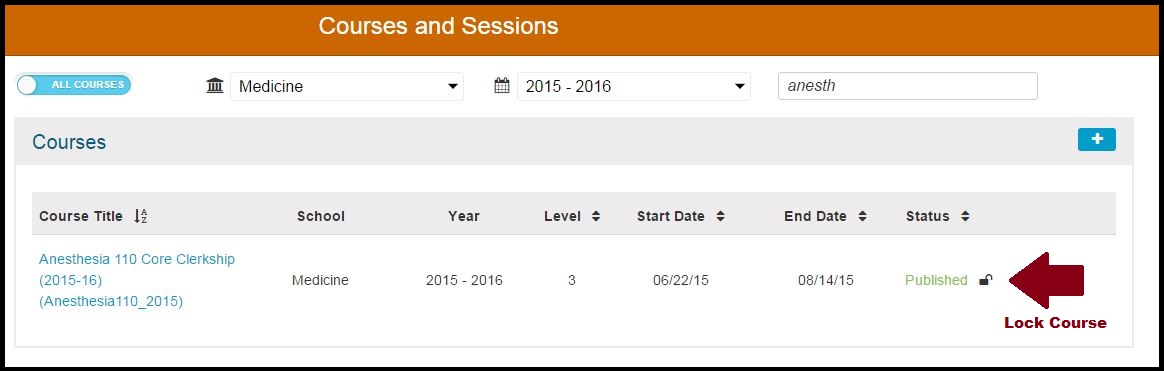 Courses and Sessions
ALL COURSES Medicine 2015 - 2016 anesth
Courses
Course Title School Year Level Start Date End Date Status
Anesthesia 110 Core Clerkship
(2015-16) Medicine 2015 - 2016 3 06/22/15 08/14/15 Published
(Anesthesia110_2015)
Lock Course